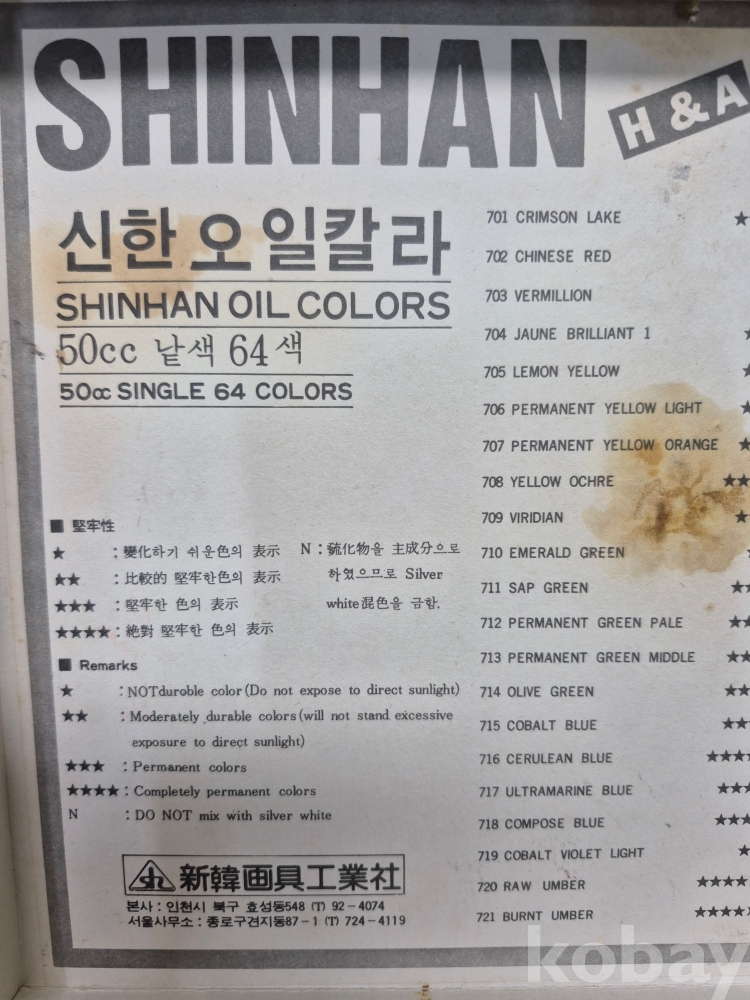 SHINHAN
H & A
신한오일칼라
SHINHAN OIL COLORS
50cc 낱색 64색
50cc SINGLE 64 COLORS
■ 堅牢性
★ : 變化하기 쉬운色의 表示
★★ : 比較的 堅牢한色의 表示
★★★ : 堅牢한 色의 表示
★★★★ : 絶對 堅牢한 色의 表示
N : 硫化物을 主成分으로
하였으므로 Silver
white混色을 금함.
■ Remarks
★ : NOTduroble color (Do not expose to direct sunlight)
★★ : Moderately durable colors (will not stand excessive
exposure to direct sunlight)
★★★ : Permanent colors
★★★★ : Completely permanent colors
N : DO NOT mix with silver white
sh 新韓画具工業社
본사 : 인천시 북구 효성동548 (T) 92-4074
서울사무소 : 종로구견지동87-1 (T) 724-4119
701 CRIMSON LAKE ★
702 CHINESE RED
703 VERMILLION
704 JAUNE BRILLIANT 1 ★
705 LEMON YELLOW ★
706 PERMANENT YELLOW LIGHT ★
707 PERMANENT YELLOW ORANGE ★
708 YELLOW OCHRE ★★
709 VIRIDIAN ★
710 EMERALD GREEN ★
711 SAP GREEN ★★
712 PERMANENT GREEN PALE ★★
713 PERMANENT GREEN MIDDLE ★★
714 OLIVE GREEN ★★
715 COBALT BLUE ★★
716 CERULEAN BLUE ★★★★
717 ULTRAMARINE BLUE ★★★
718 COMPOSE BLUE ★★★
719 COBALT VIOLET LIGHT ★
720 RAW UMBER ★★★★
721 BURNT UMBER ★★★★
kobay